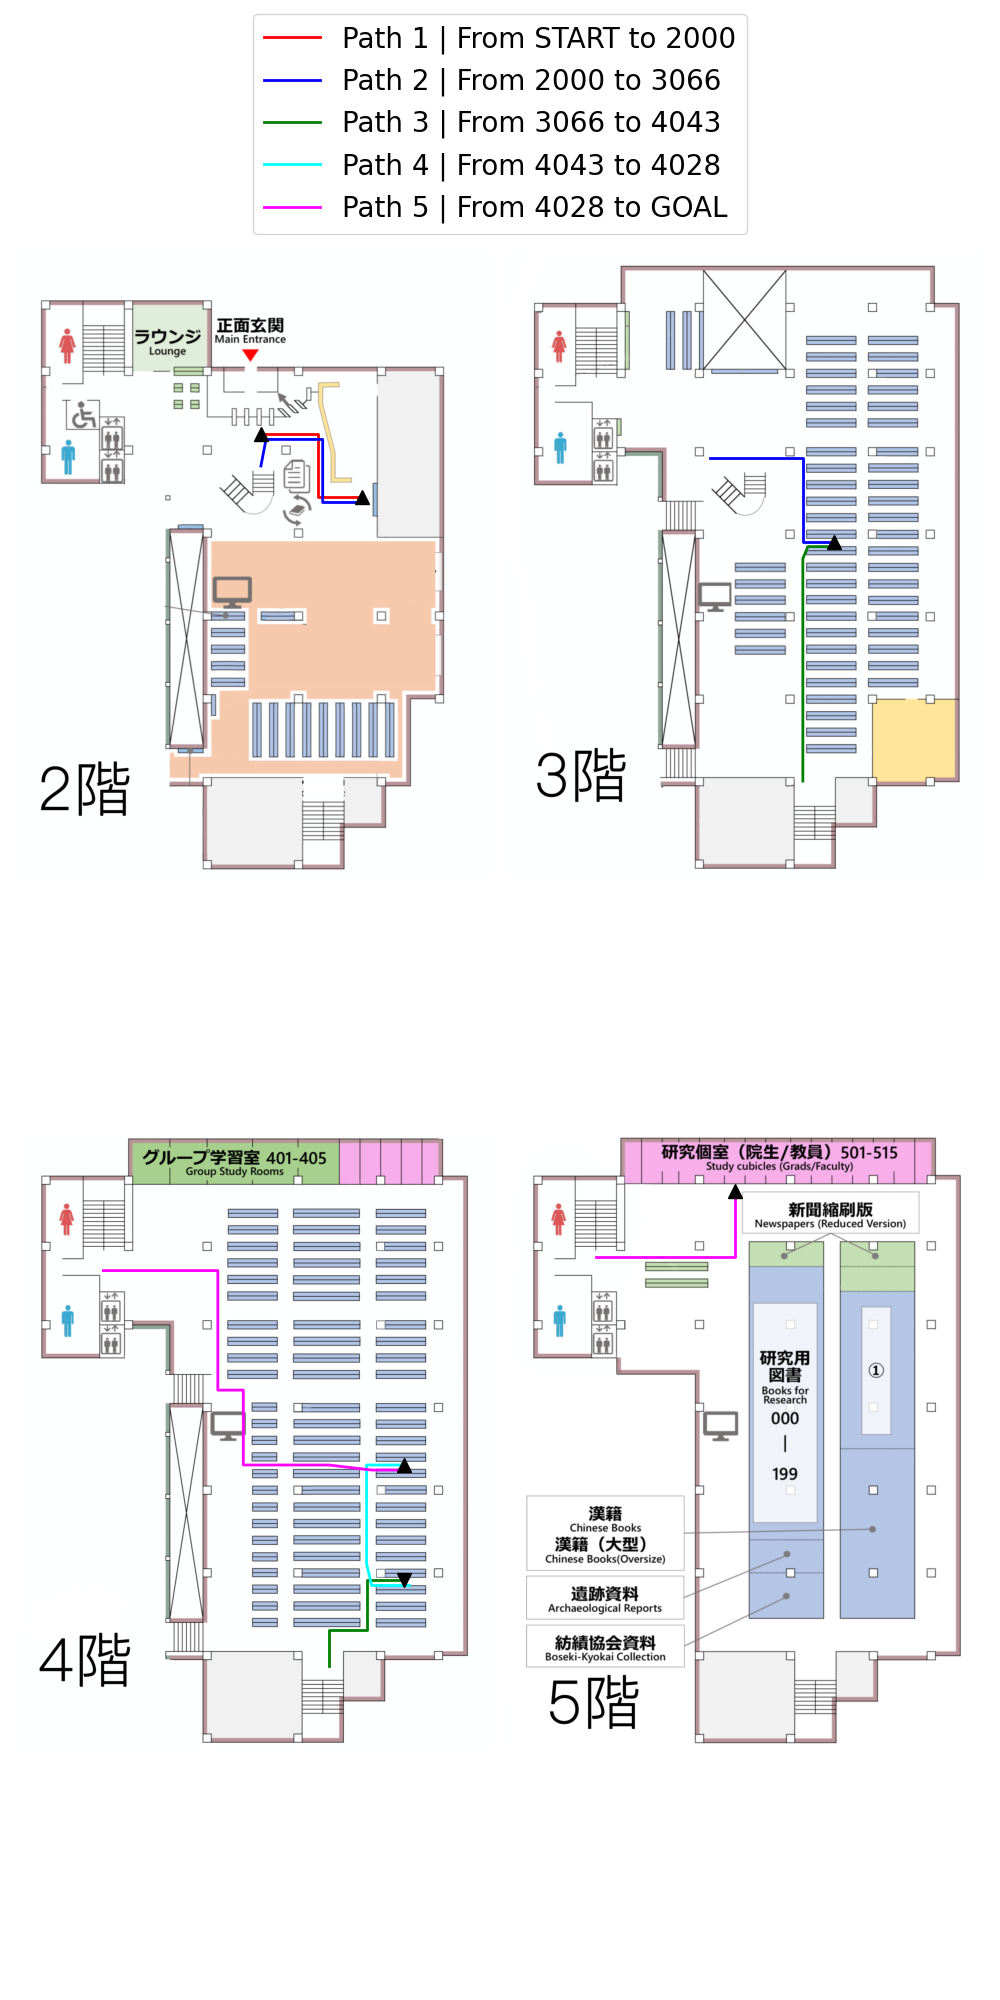 Path 1 | From START to 2000
Path 2 | From 2000 to 3066
Path 3 | From 3066 to 4043
Path 4 | From 4043 to 4028
Path 5 | From 4028 to GOAL
ラウンジ
Lounge
正面玄関
Main Entrance
2階
3階
グループ学習室 401-405
Group Study Rooms
4階
研究個室（院生/教員）501-515
Study cubicles (Grads/Faculty)
新聞縮刷版
Newspapers (Reduced Version)
研究用
図書
Books for
Research
000
|
199
①
漢籍
Chinese Books
漢籍（大型）
Chinese Books(Oversize)
遺跡資料
Archaeological Reports
紡績協会資料
Boseki-Kyokai Collection
5階